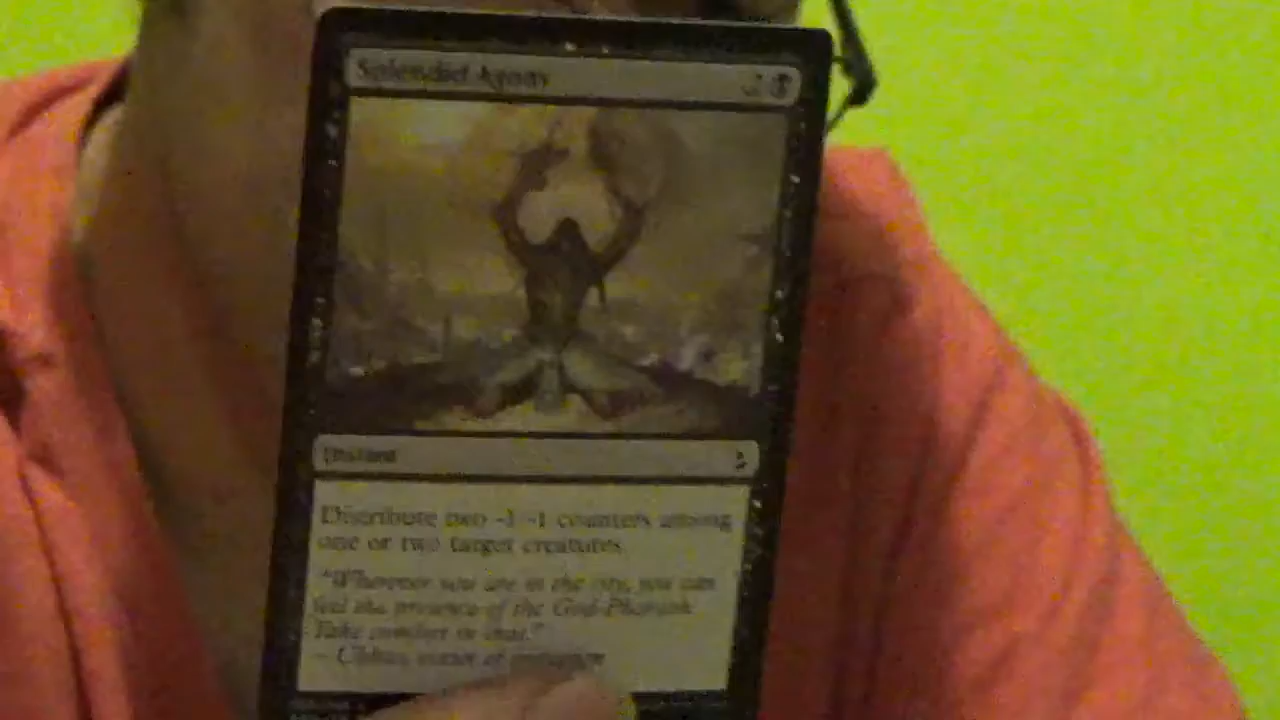 Splendid Agony 2
Instant
Distribute two -1/-1 counters among
one or two target creatures.
"Wherever you are in the city, you can
feel the presence of the God-Pharaoh.
Take comfort in that."